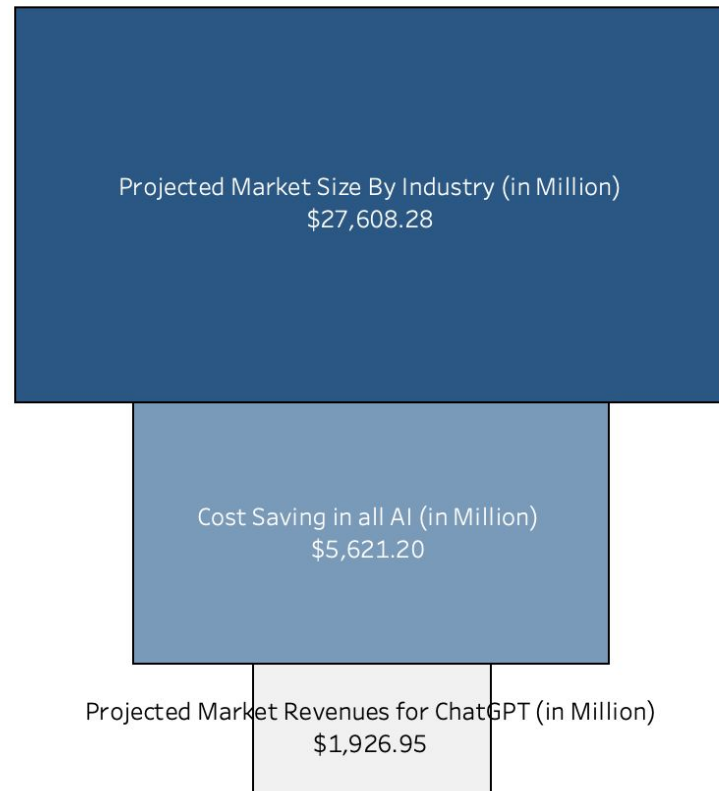 Projected Market Size By Industry (in Million)
$27,608.28
Cost Saving in all AI (in Million)
$5,621.20
Projected Market Revenues for ChatGPT (in Million)
$1,926.95